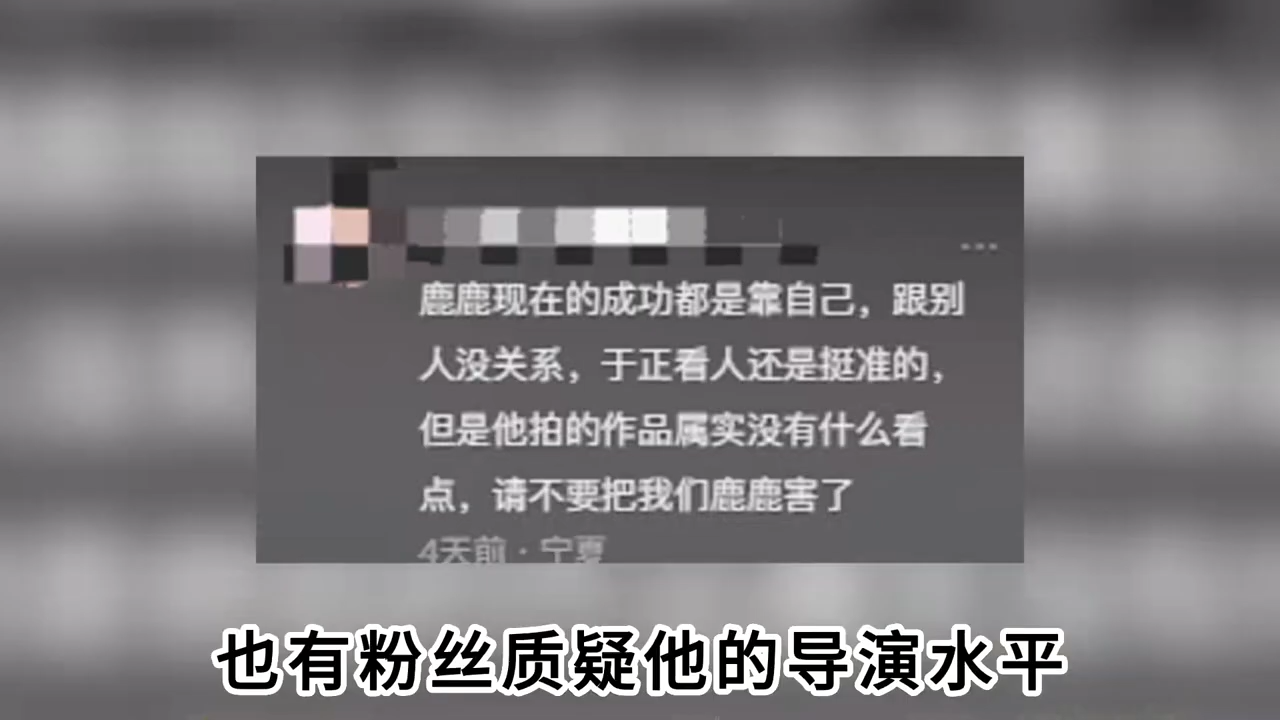 鹿鹿现在的成功都是靠自己，跟别
人没关系，于正看人还是挺准的，
但是他拍的作品属实没有什么看
点，请不要把我们鹿鹿害了
4天前·宁夏
也有粉丝质疑他的导演水平